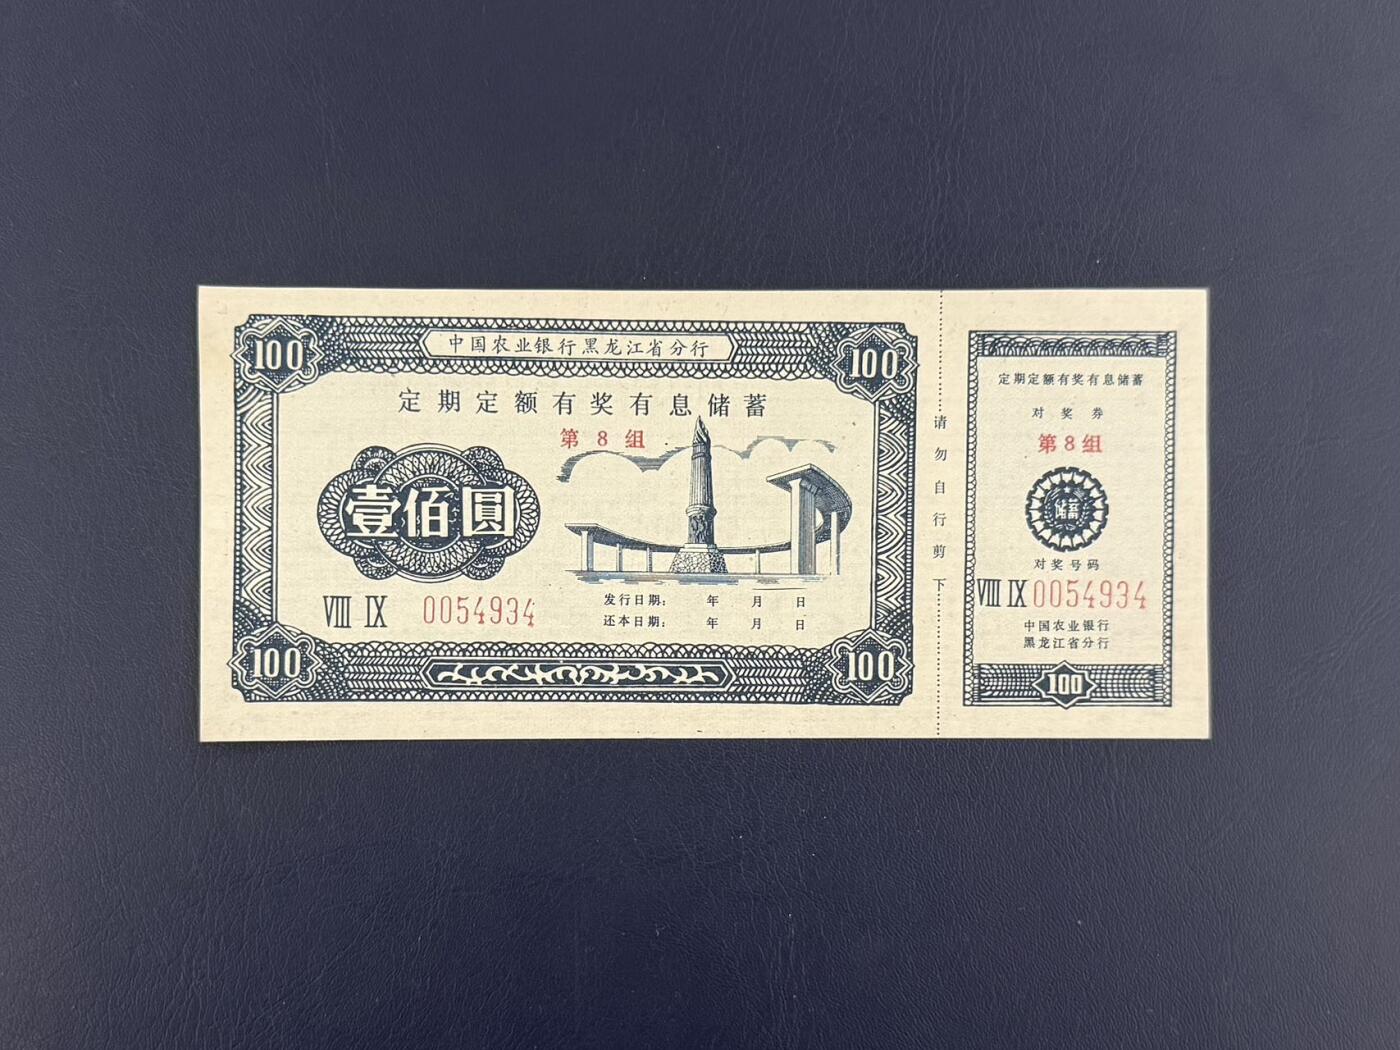 100
中国农业银行黑龙江省分行
100
定期定额有奖有息储蓄
第8组
壹佰圆
VIII IX 0054934
发行日期： 年 月 日
还本日期： 年 月 日
100
100
请勿自行剪下
定期定额有奖有息储蓄
对奖券
第8组
储蓄
对奖号码
VIII IX 0054934
中国农业银行
黑龙江省分行
100